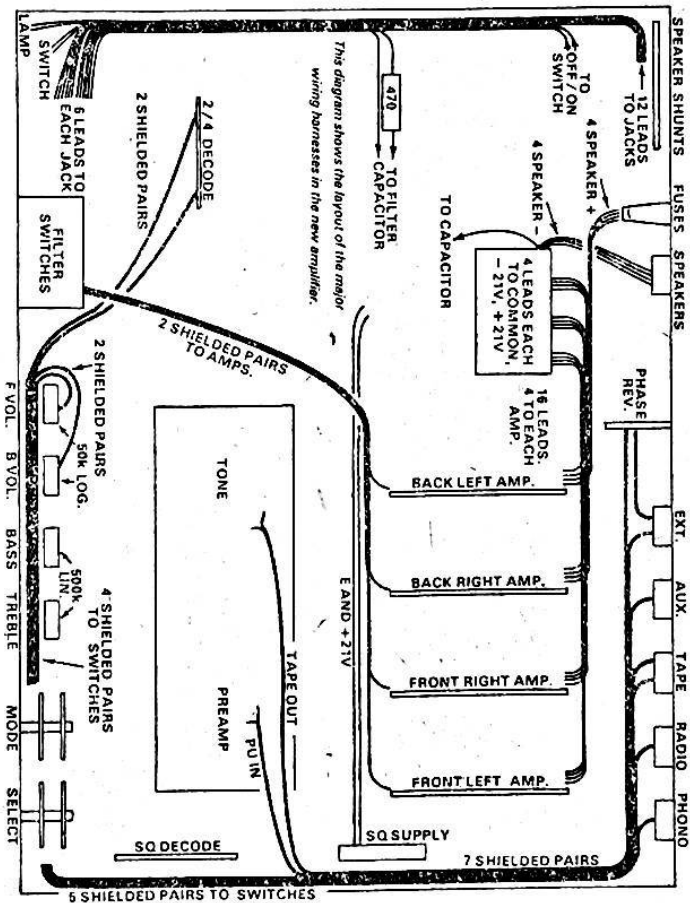 LAMP
SWITCH
6 LEADS TO
EACH JACK
2 SHIELDED PAIRS
2/4 DECODE
This diagram shows the layout of the major
wiring harnesses in the new amplifier.
470
TO FILTER
CAPACITOR
TO
OFF/ON
SWITCH
12 LEADS
TO JACKS
SPEAKER SHUNTS
4 SPEAKER +
4 SPEAKER –
TO CAPACITOR
FUSES
SPEAKERS
4 LEADS EACH
TO COMMON,
– 21V, + 21V
FILTER
SWITCHES
2 SHIELDED PAIRS
TO AMPS.
16 LEADS.
4 TO EACH
AMP.
PHASE
REV.
2 SHIELDED PAIRS
50k LOG.
F VOL.
B VOL.
BASS
TREBLE
500k
LIN
4 SHIELDED PAIRS
TO SWITCHES
MODE
SELECT
TONE
PREAMP
TAPE OUT
PU IN
E AND + 21V
BACK LEFT AMP.
BACK RIGHT AMP.
FRONT RIGHT AMP.
FRONT LEFT AMP.
EXT.
AUX.
TAPE
RADIO
PHONO
SQ DECODE
SQ SUPPLY
7 SHIELDED PAIRS
5 SHIELDED PAIRS TO SWITCHES